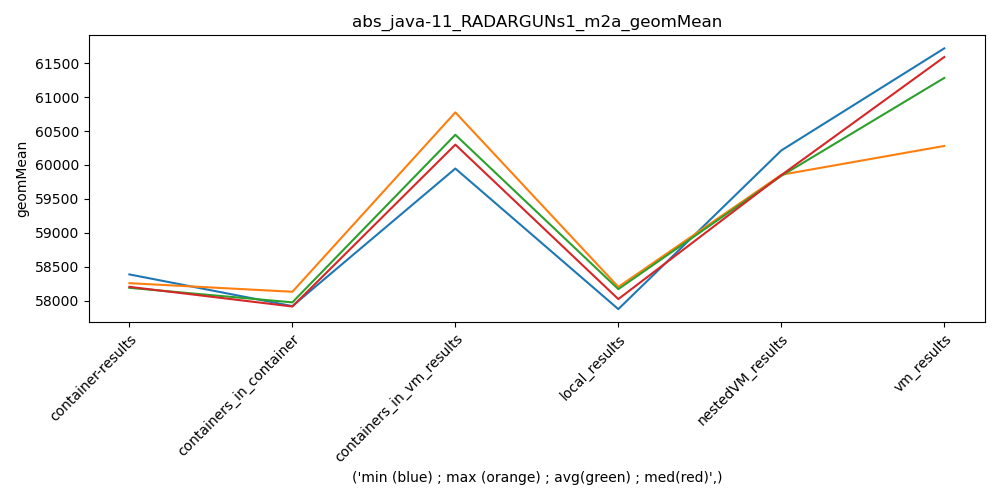 abs_java-11_RADARGUNs1_m2a_geomMean
geomMean
61500
61000
60500
60000
59500
59000
58500
58000
container-results
containers_in_container
containers_in_vm_results
local_results
nestedVM_results
vm_results
('min (blue) ; max (orange) ; avg(green) ; med(red)',)